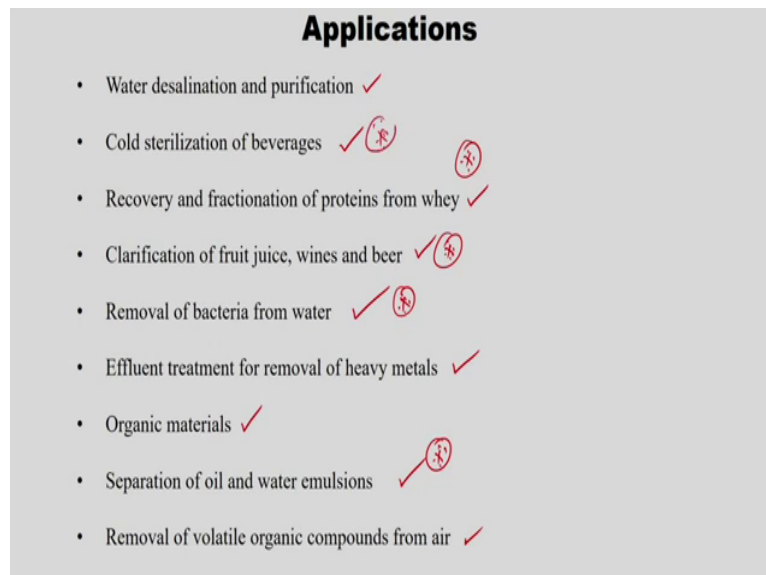 Applications
• Water desalination and purification
• Cold sterilization of beverages
• Recovery and fractionation of proteins from whey
• Clarification of fruit juice, wines and beer
• Removal of bacteria from water
• Effluent treatment for removal of heavy metals
• Organic materials
• Separation of oil and water emulsions
• Removal of volatile organic compounds from air